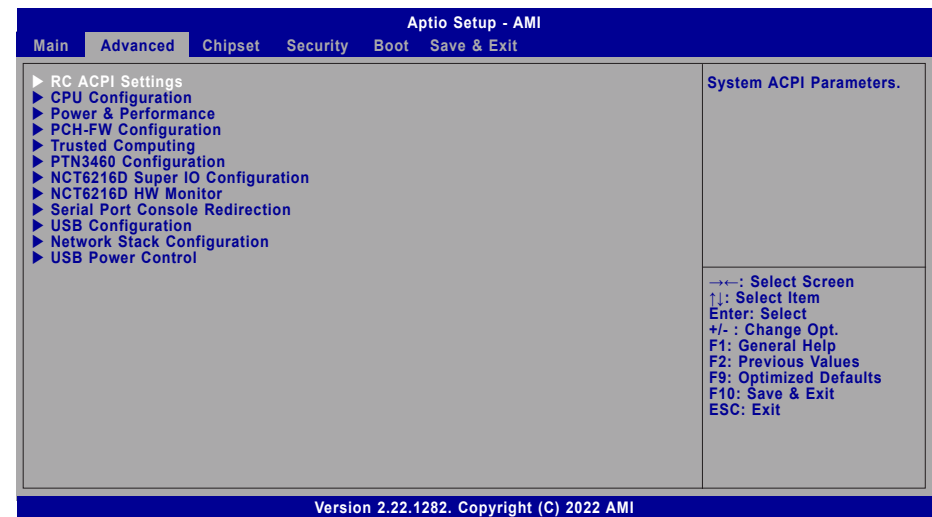 Aptio Setup - AMI
Main Advanced Chipset Security Boot Save & Exit
▶ RC ACPI Settings
▶ CPU Configuration
▶ Power & Performance
▶ PCH-FW Configuration
▶ Trusted Computing
▶ PTN3460 Configuration
▶ NCT6216D Super IO Configuration
▶ NCT6216D HW Monitor
▶ Serial Port Console Redirection
▶ USB Configuration
▶ Network Stack Configuration
▶ USB Power Control
System ACPI Parameters.
→←: Select Screen
↑↓: Select Item
Enter: Select
+/- : Change Opt.
F1: General Help
F2: Previous Values
F9: Optimized Defaults
F10: Save & Exit
ESC: Exit
Version 2.22.1282. Copyright (C) 2022 AMI